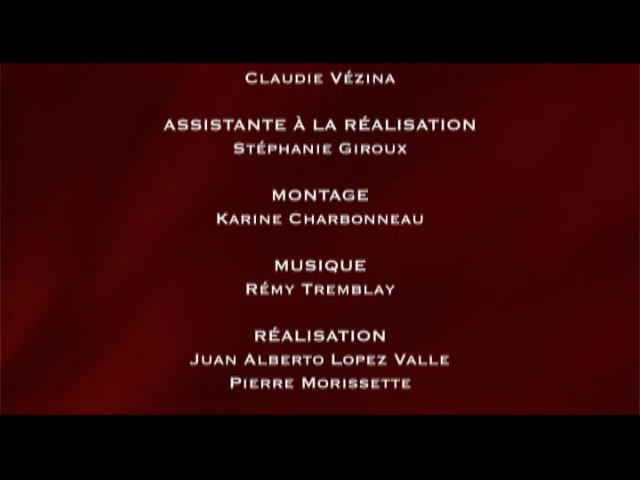 CLAUDIE VÉZINA
ASSISTANTE À LA RÉALISATION
STÉPHANIE GIROUX
MONTAGE
KARINE CHARBONNEAU
MUSIQUE
RÉMY TREMBLAY
RÉALISATION
JUAN ALBERTO LOPEZ VALLE
PIERRE MORISSETTE